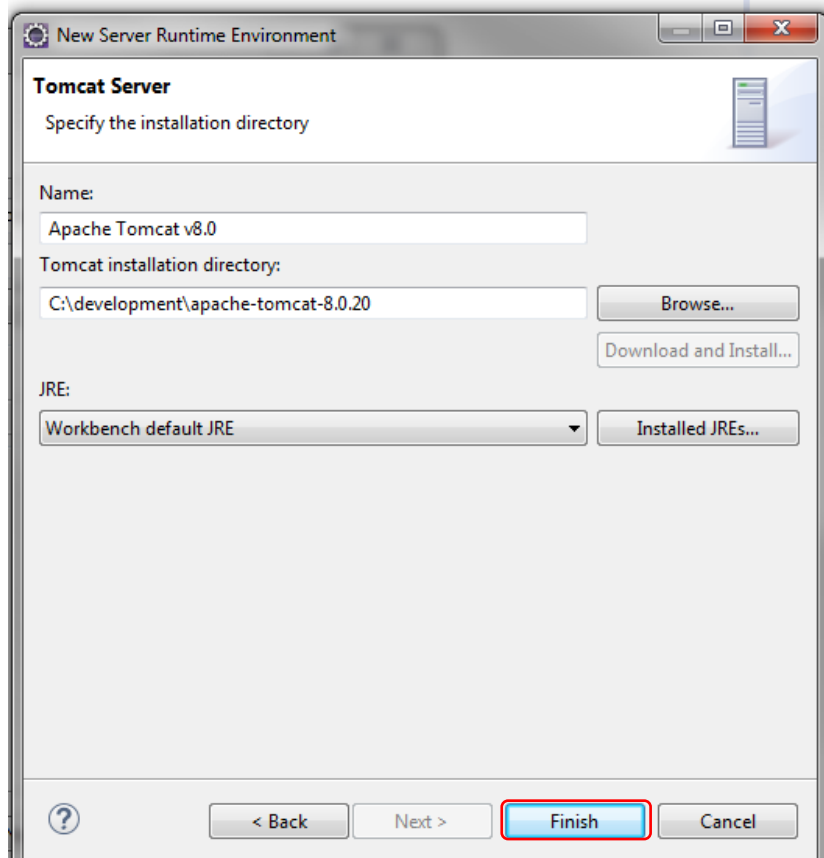 New Server Runtime Environment
Tomcat Server
Specify the installation directory
Name:
Apache Tomcat v8.0
Tomcat installation directory:
C:\development\apache-tomcat-8.0.20
Browse...
Download and Install...
JRE:
Workbench default JRE
Installed JREs...
?
< Back
Next >
Finish
Cancel